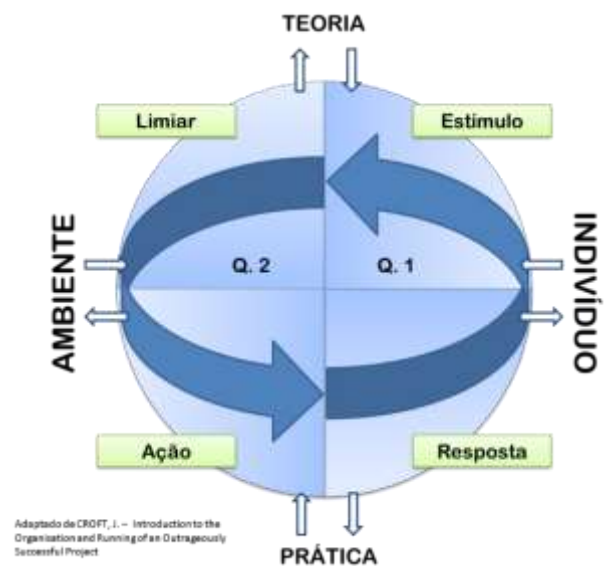 TEORIA
Limiar
Estímulo
AMBIENTE
INDIVÍDUO
Q. 2
Q. 1
Ação
Resposta
Adaptado de CROFT, J. – Introduction to the
Organisation and Running of an Outrageously
Successful Project
PRÁTICA